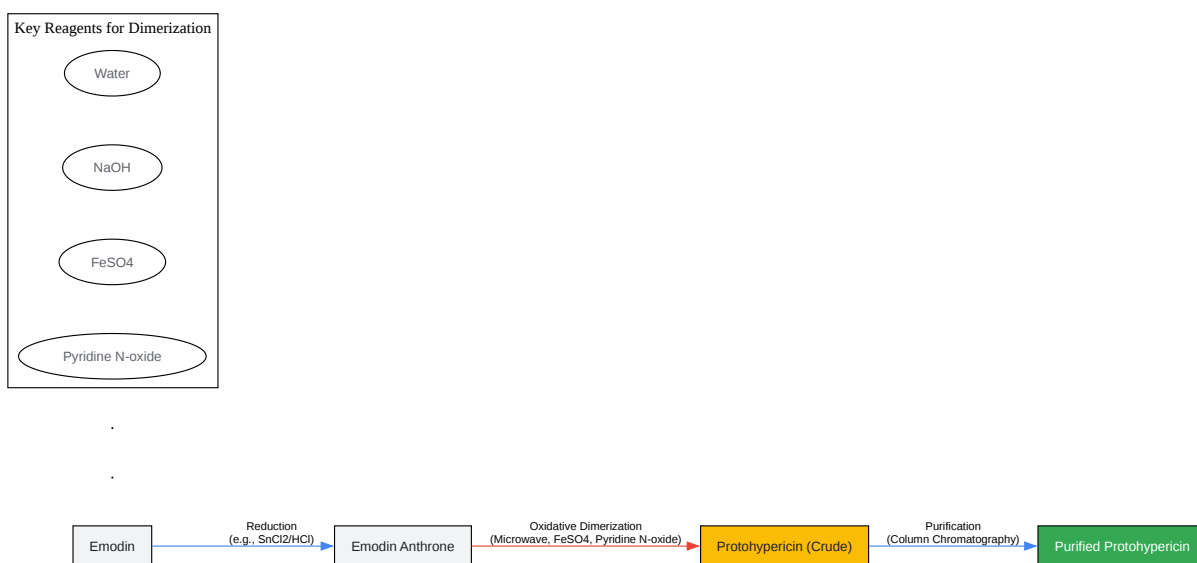 Key Reagents for Dimerization
Water
NaOH
FeSO4
Pyridine N-oxide
.
.
Emodin
Reduction
(e.g., SnCl2/HCl)
Emodin Anthrone
Oxidative Dimerization
(Microwave, FeSO4, Pyridine N-oxide)
Protohypericin (Crude)
Purification
(Column Chromatography)
Purified Protohypericin